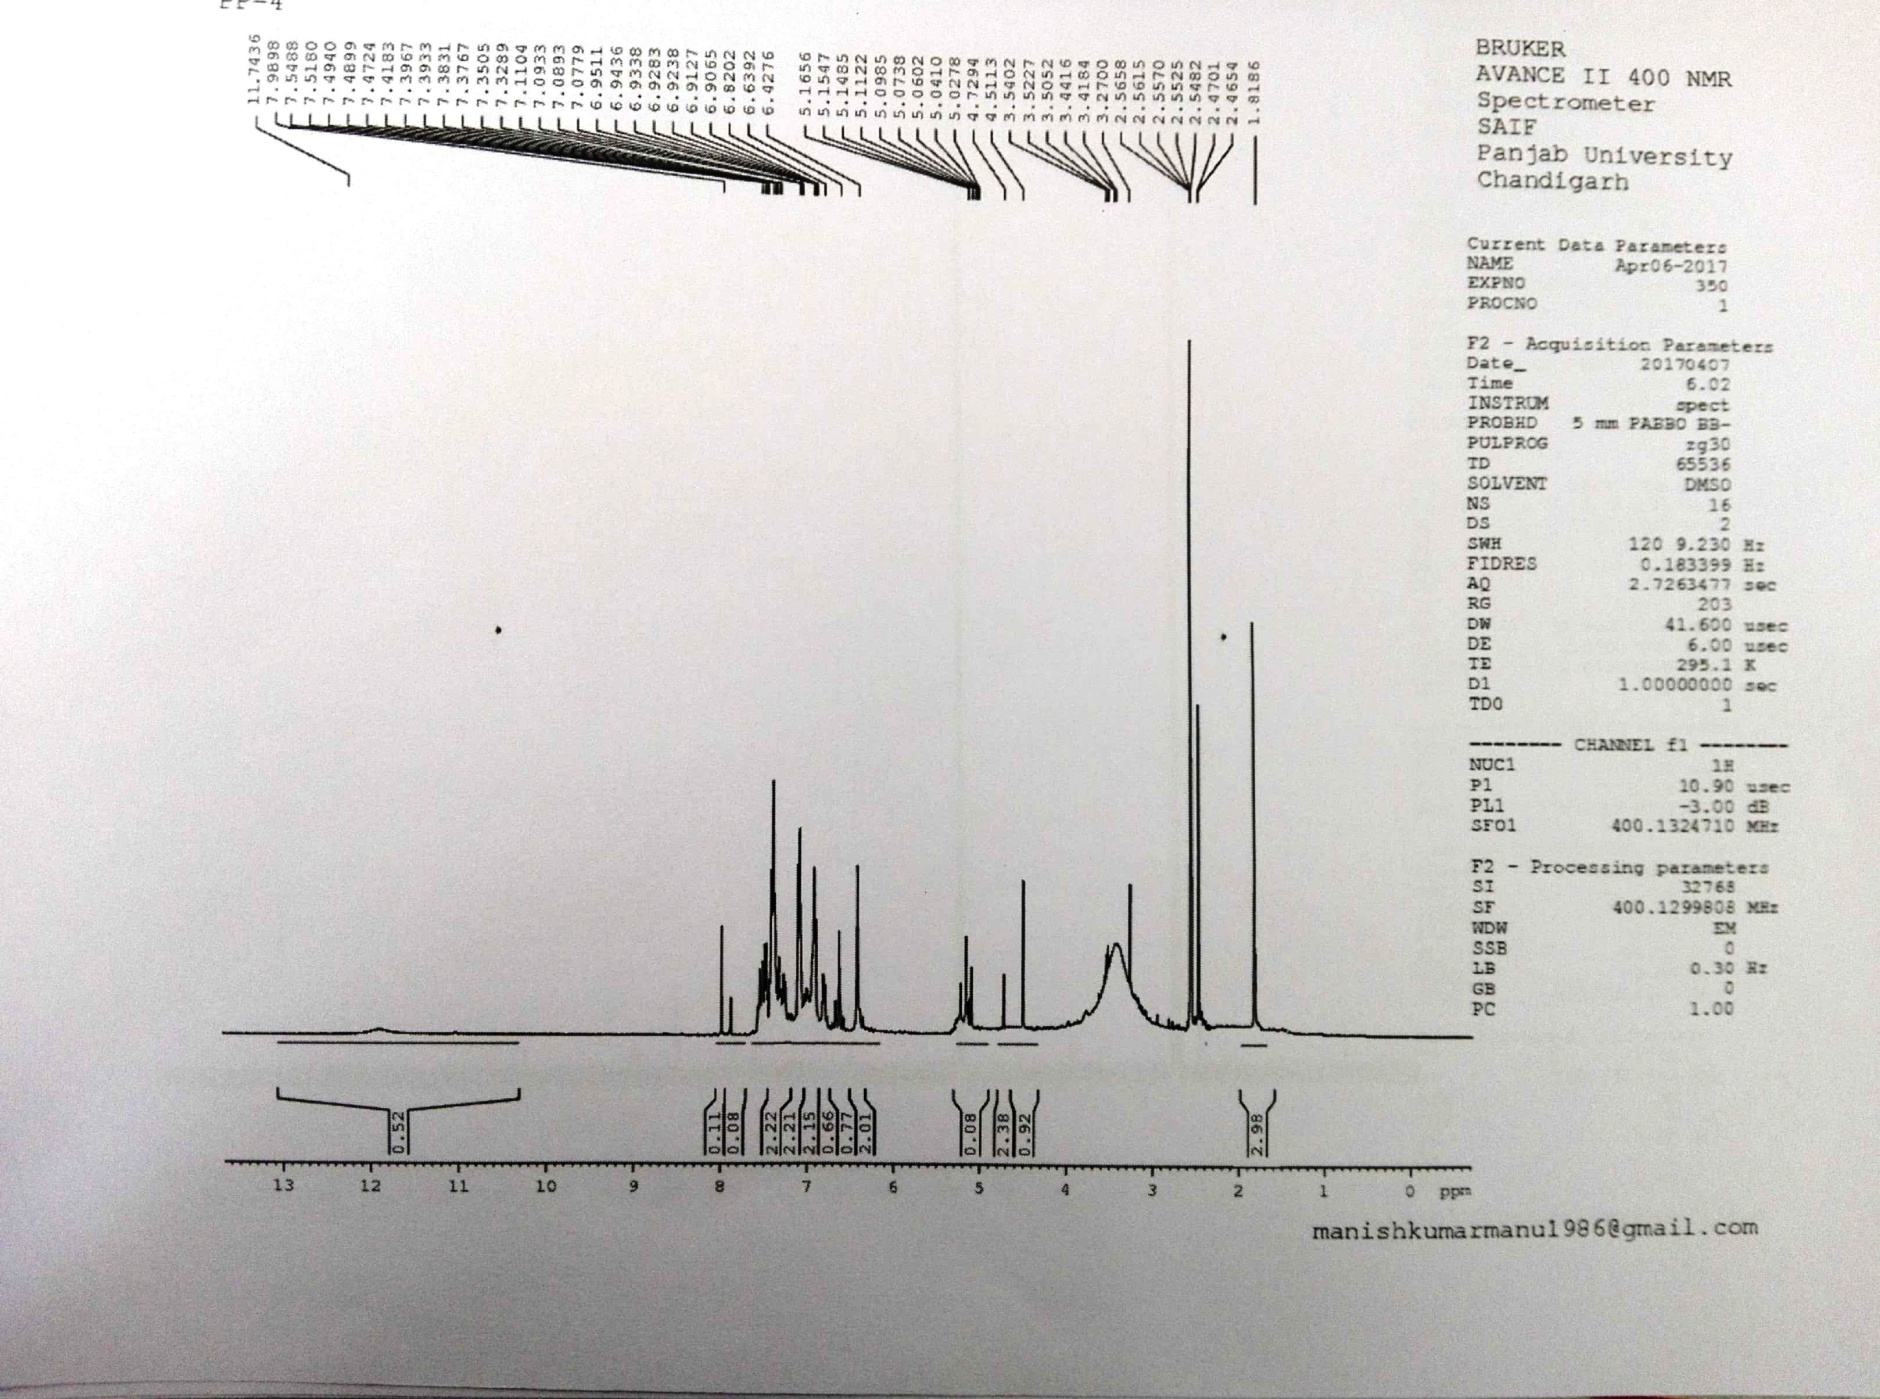 PP-4
11.7436
7.9898
7.5488
7.5180
7.4940
7.4899
7.4724
7.4183
7.3967
7.3933
7.3831
7.3767
7.3505
7.3289
7.1104
7.0933
7.0893
7.0779
6.9511
6.9436
6.9338
6.9283
6.9238
6.9127
6.9065
6.8202
6.6392
6.4276
5.1656
5.1547
5.1485
5.1122
5.0985
5.0738
5.0602
5.0410
5.0278
4.7294
4.5113
3.5402
3.5227
3.5052
3.4416
3.4184
3.2700
2.5658
2.5615
2.5570
2.5525
2.5482
2.4701
2.4654
1.8186
BRUKER
AVANCE II 400 NMR
Spectrometer
SAIF
Panjab University
Chandigarh
Current Data Parameters
NAME Apr06-2017
EXPNO 350
PROCNO 1
F2 - Acquisition Parameters
Date_ 20170407
Time 6.02
INSTRUM spect
PROBHD 5 mm PABBO BB-
PULPROG zg30
TD 65536
SOLVENT DMSO
NS 16
DS 2
SWH 120 9.230 Hz
FIDRES 0.183399 Hz
AQ 2.7263477 sec
RG 203
DW 41.600 usec
DE 6.00 usec
TE 295.1 K
D1 1.00000000 sec
TD0 1
-------- CHANNEL f1 --------
NUC1 1H
P1 10.90 usec
PL1 -3.00 dB
SFO1 400.1324710 MHz
F2 - Processing parameters
SI 32768
SF 400.1299808 MHz
WDW EM
SSB 0
LB 0.30 Hz
GB 0
PC 1.00
0.52
0.11
0.08
2.22
2.21
2.15
0.66
0.77
2.01
0.08
2.38
0.92
2.98
13 12 11 10 9 8 7 6 5 4 3 2 1 0 ppm
manishkumarmanu1986@gmail.com